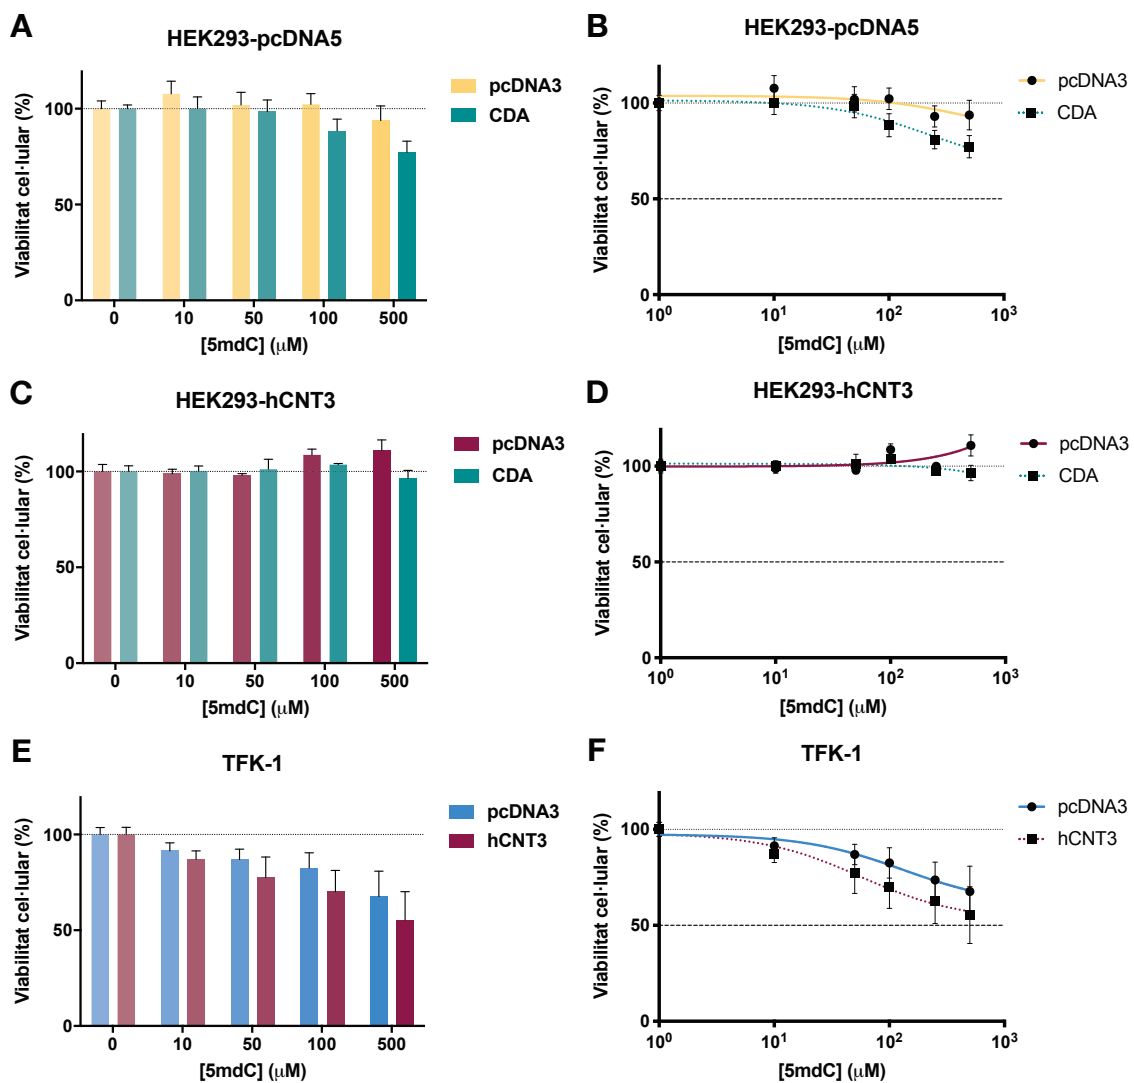 A
HEK293-pcDNA5
Viabilitat cel·lular (%)
100
50
0
0 10 50 100 500
[5mdC] (μM)
pcDNA3
CDA
B
HEK293-pcDNA5
Viabilitat cel·lular (%)
100
50
0
10⁰ 10¹ 10² 10³
[5mdC] (μM)
pcDNA3
CDA
C
HEK293-hCNT3
Viabilitat cel·lular (%)
100
50
0
0 10 50 100 500
[5mdC] (μM)
pcDNA3
CDA
D
HEK293-hCNT3
Viabilitat cel·lular (%)
100
50
0
10⁰ 10¹ 10² 10³
[5mdC] (μM)
pcDNA3
CDA
E
TFK-1
Viabilitat cel·lular (%)
100
50
0
0 10 50 100 500
[5mdC] (μM)
pcDNA3
hCNT3
F
TFK-1
Viabilitat cel·lular (%)
100
50
0
10⁰ 10¹ 10² 10³
[5mdC] (μM)
pcDNA3
hCNT3